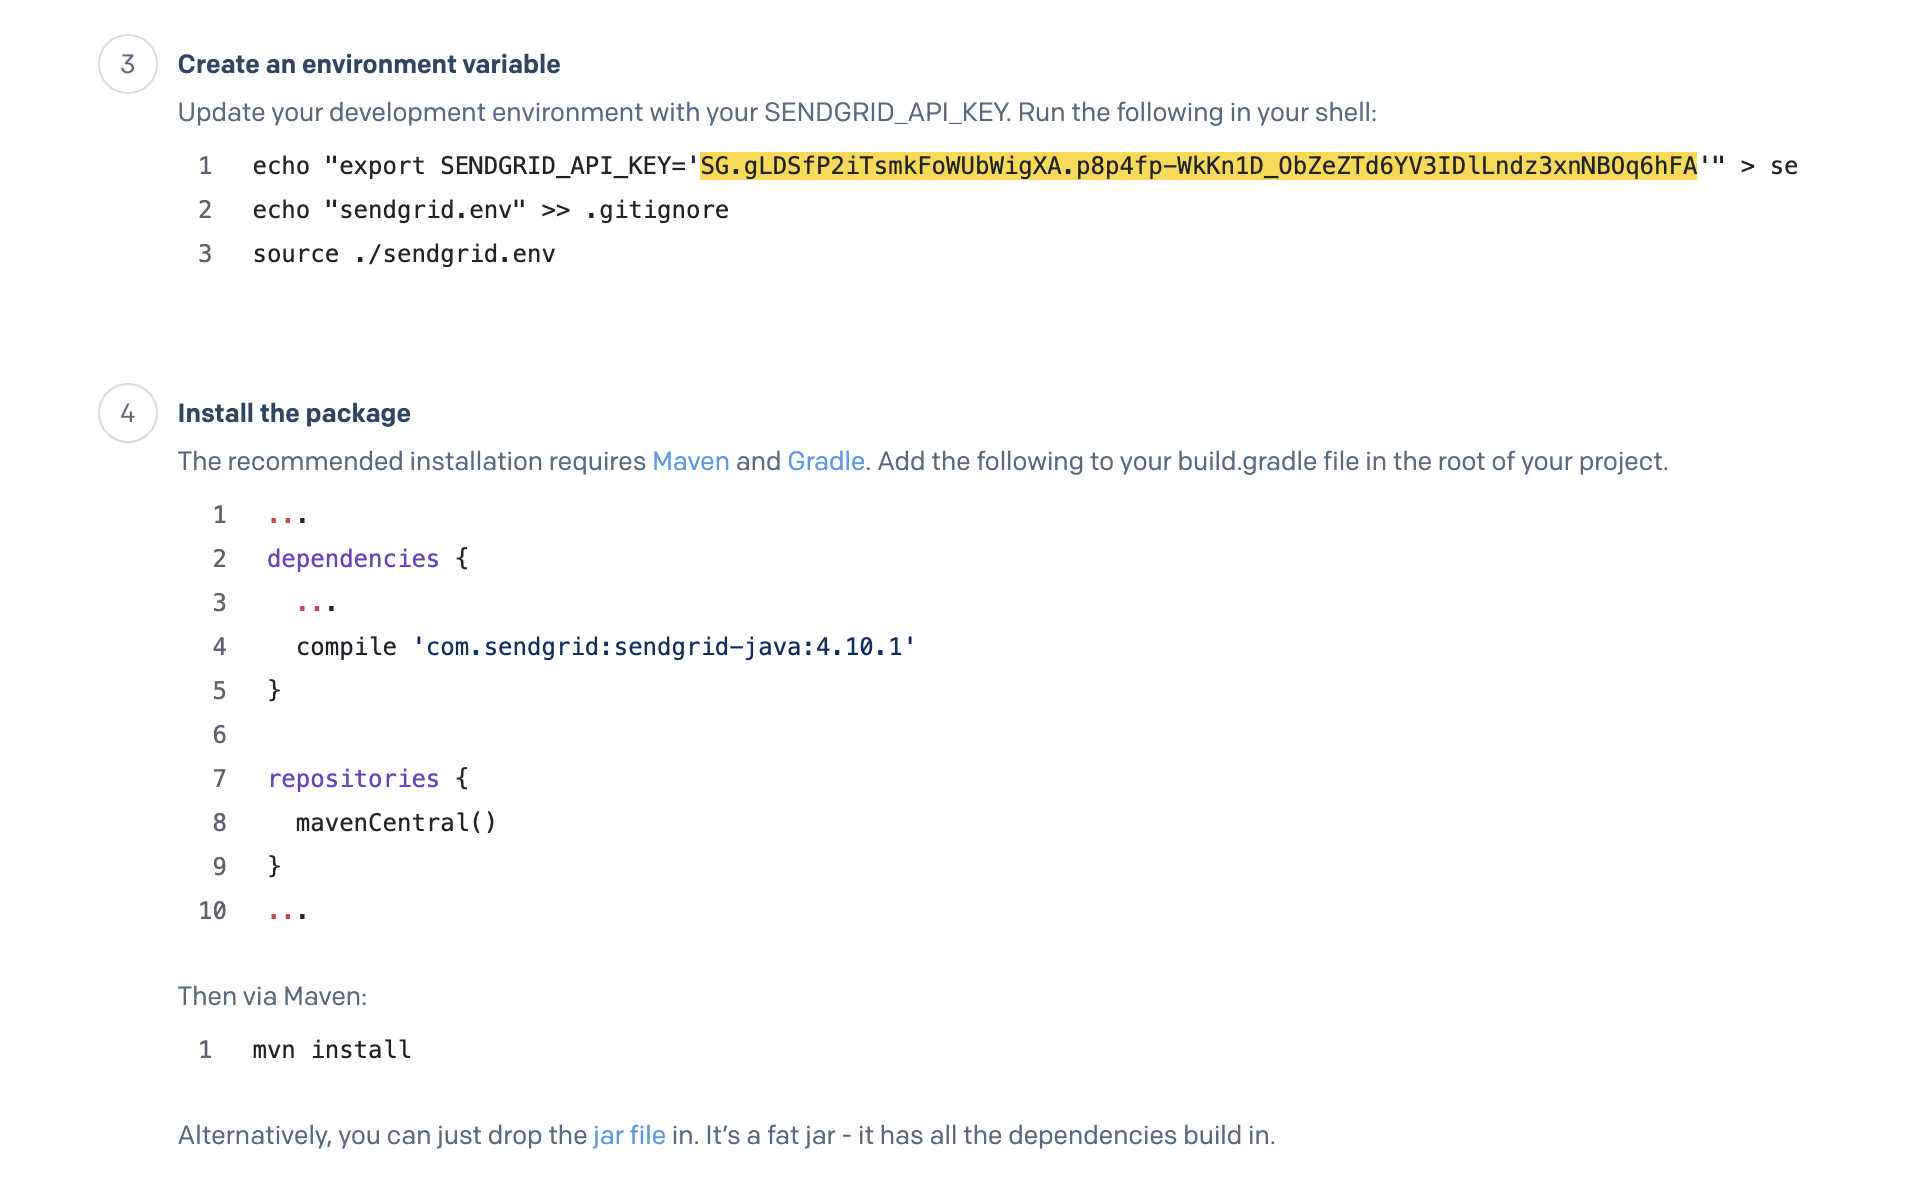 3 Create an environment variable
Update your development environment with your SENDGRID_API_KEY. Run the following in your shell:
1 echo "export SENDGRID_API_KEY='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'" > se
2 echo "sendgrid.env" >> .gitignore
3 source ./sendgrid.env
4 Install the package
The recommended installation requires Maven and Gradle. Add the following to your build.gradle file in the root of your project.
1 ...
2 dependencies {
3 ...
4 compile 'com.sendgrid:sendgrid-java:4.10.1'
5 }
6
7 repositories {
8 mavenCentral()
9 }
10 ...
Then via Maven:
1 mvn install
Alternatively, you can just drop the jar file in. It's a fat jar - it has all the dependencies build in.